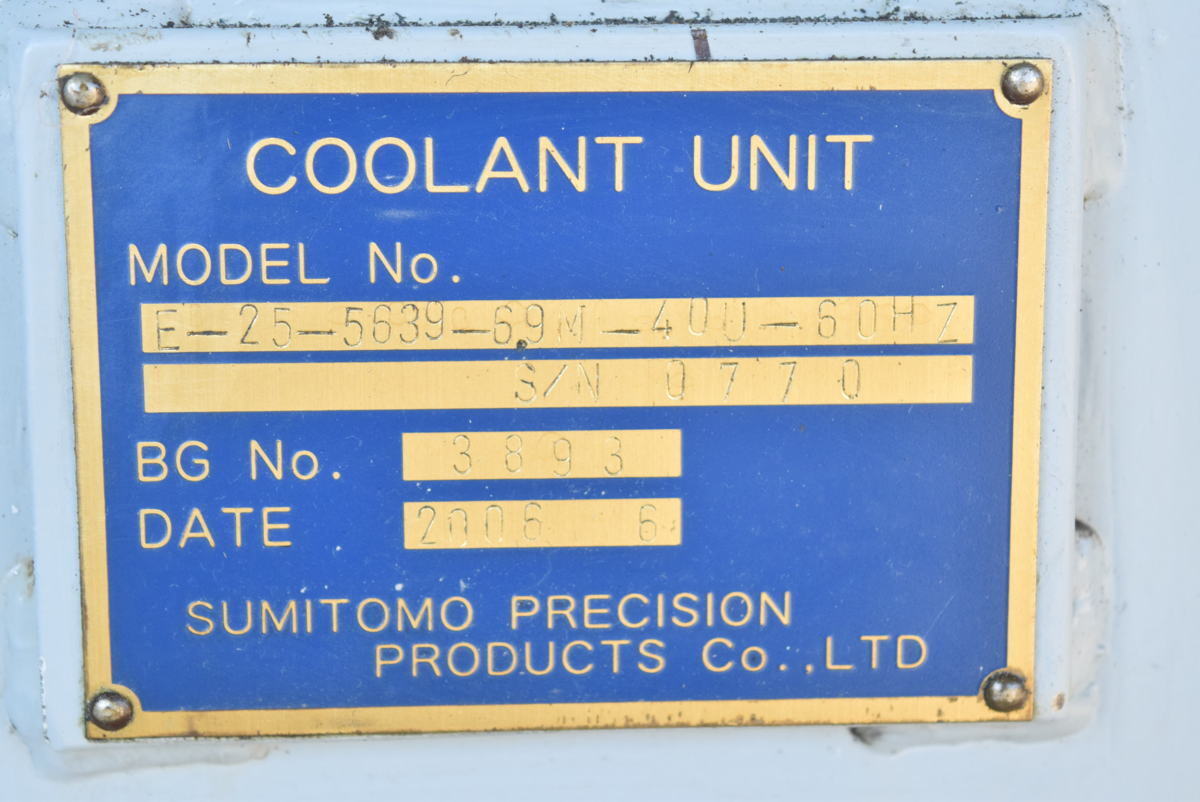 COOLANT UNIT
MODEL No.
E-25-5639-69M-40U-60HZ
S/N 0770
BG No. 3893
DATE 2006 6
SUMITOMO PRECISION
PRODUCTS Co.,LTD